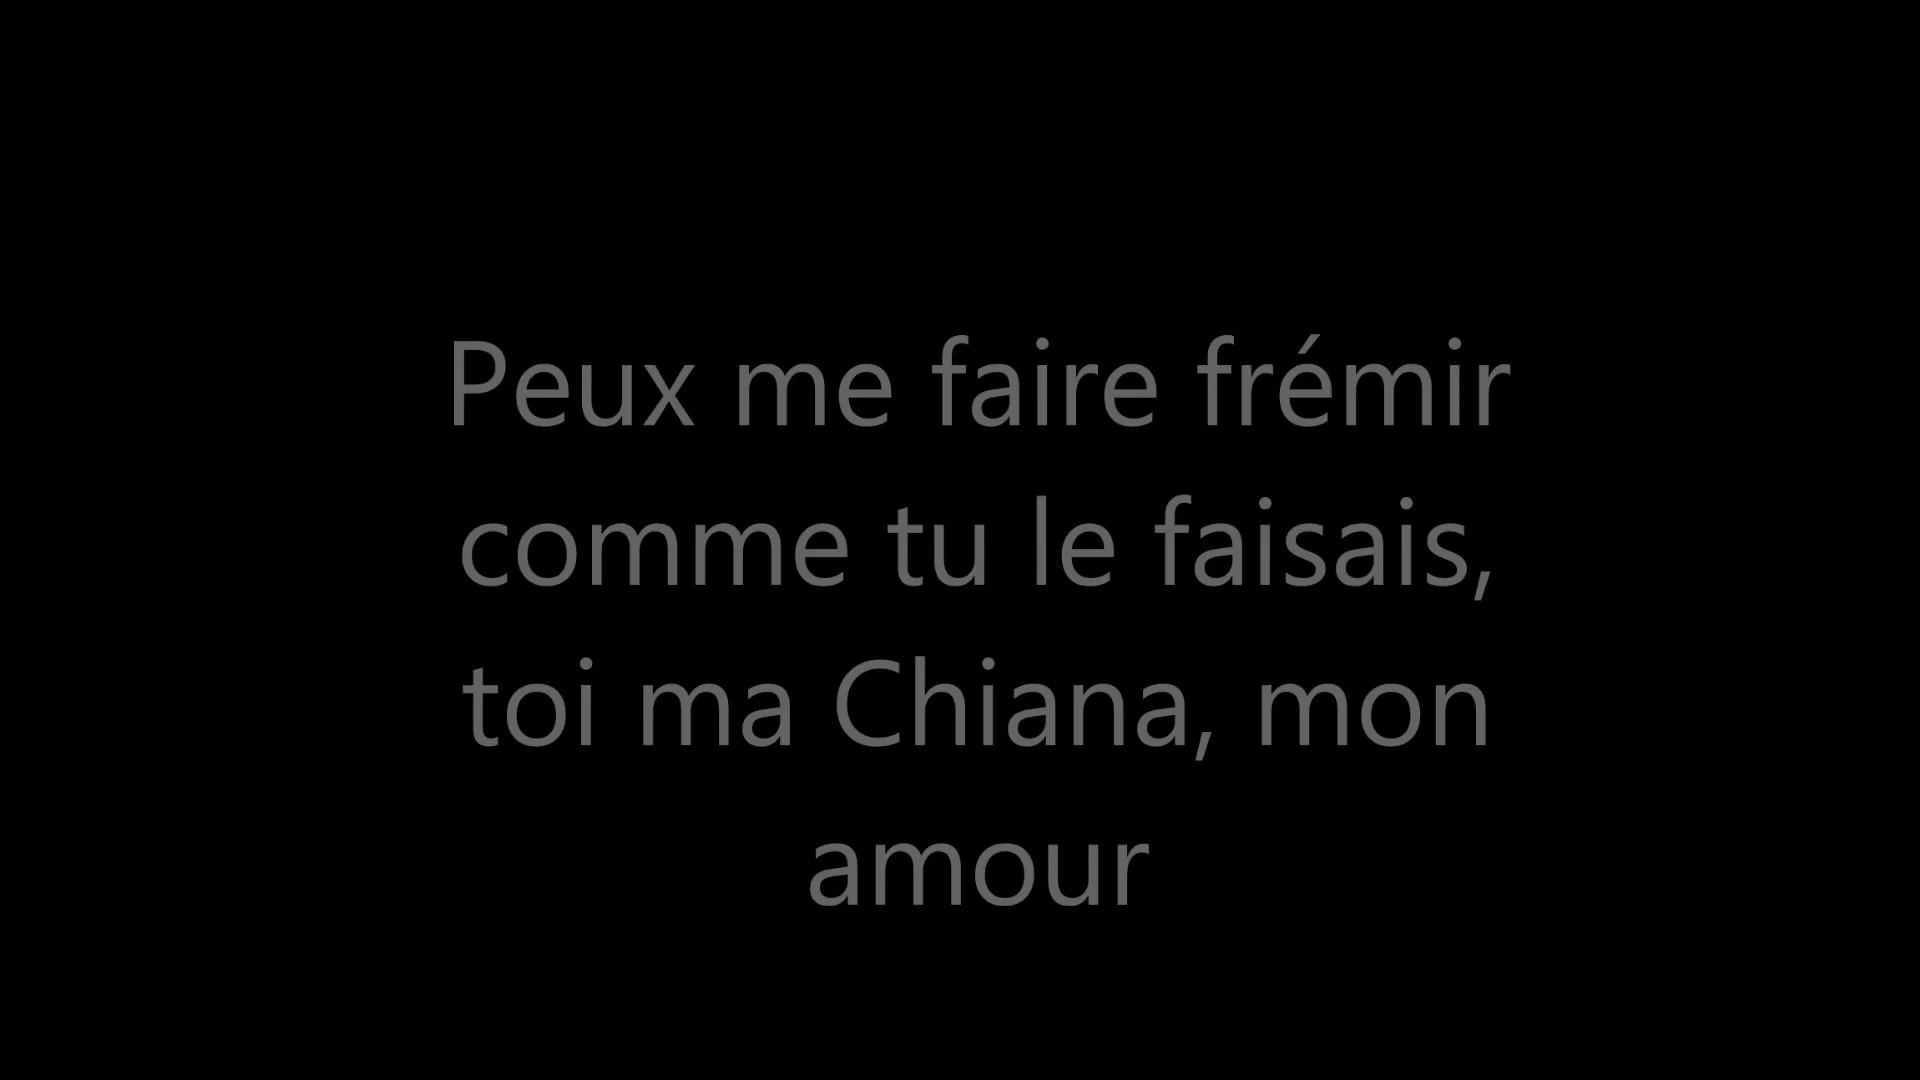 Peux me faire frémir
comme tu le faisais,
toi ma Chiana, mon
amour